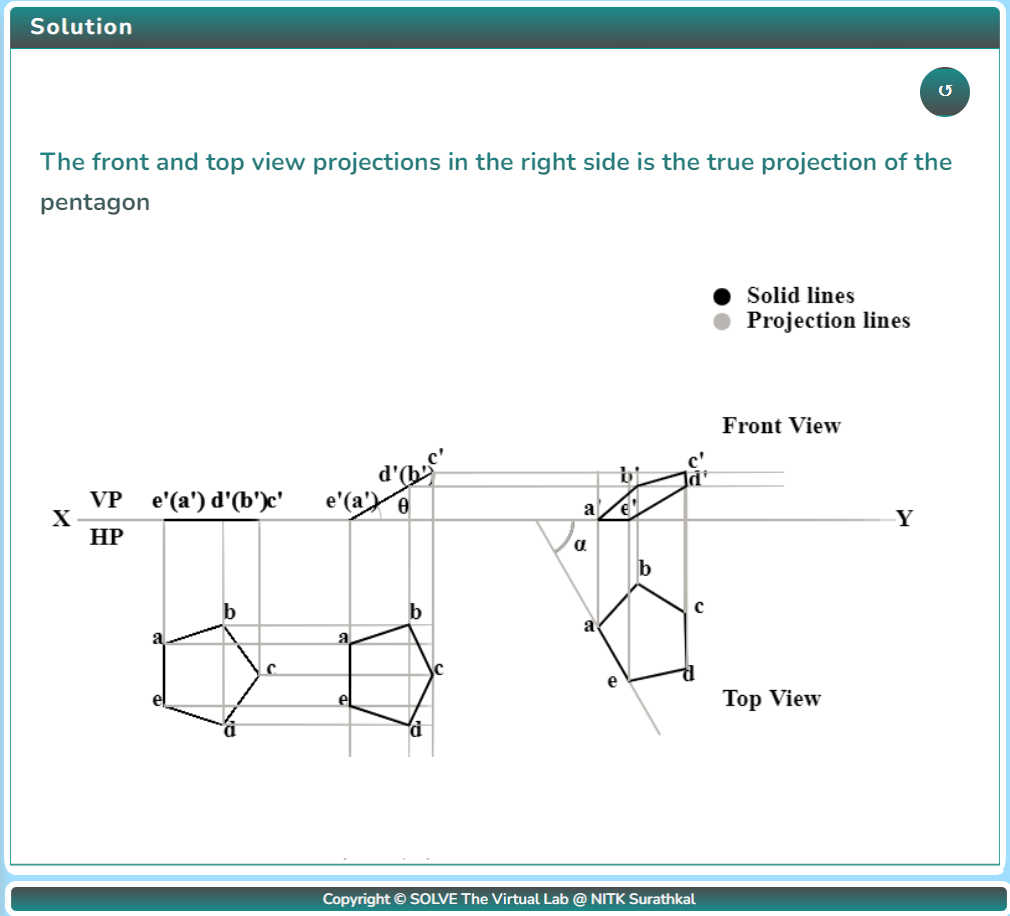 Solution
The front and top view projections in the right side is the true projection of the
pentagon
Solid lines
Projection lines
Front View
c'
d'(b')
c'
b'
d'
VP
e'(a') d'(b')c'
e'(a')
θ
a'
e'
X
Y
HP
α
b
b
b
c
a
a
a
c
c
e
e
e
d
d
d
Top View
Copyright © SOLVE The Virtual Lab @ NITK Surathkal